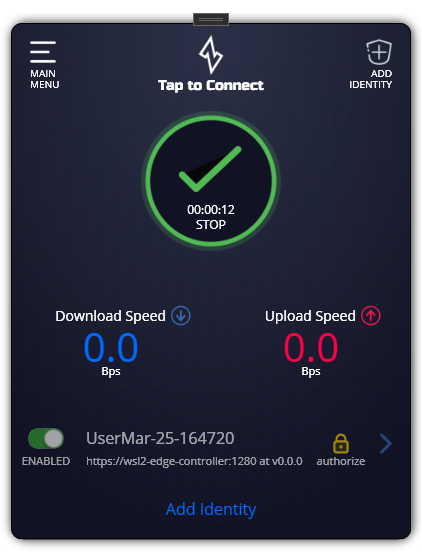 MAIN
MENU
Tap to Connect
ADD
IDENTITY
00:00:12
STOP
Download Speed
0.0
Bps
Upload Speed
0.0
Bps
ENABLED
UserMar-25-164720
https://wsl2-edge-controller:1280 at v0.0.0
authorize
Add Identity